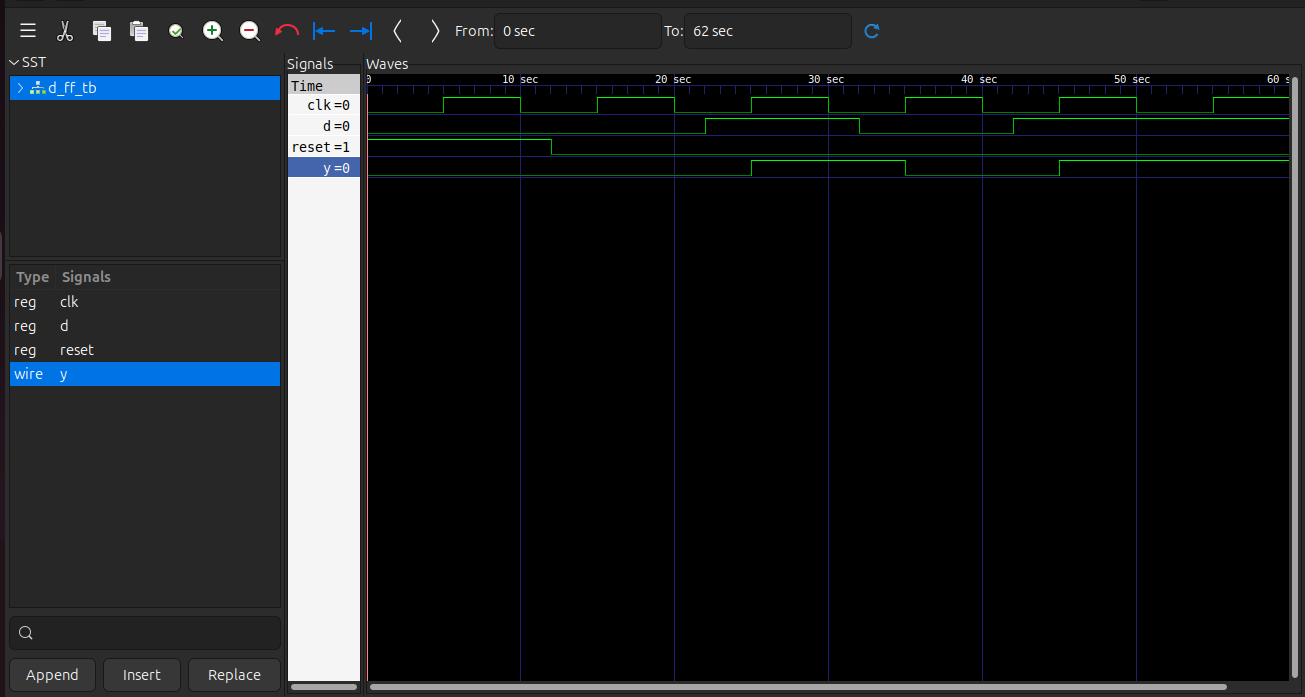 From: 0 sec To: 62 sec
SST
d_ff_tb
Type Signals
reg clk
reg d
reg reset
wire y
Append Insert Replace
Signals
Time
clk=0
d=0
reset=1
y=0
Waves
0 10 sec 20 sec 30 sec 40 sec 50 sec 60 s